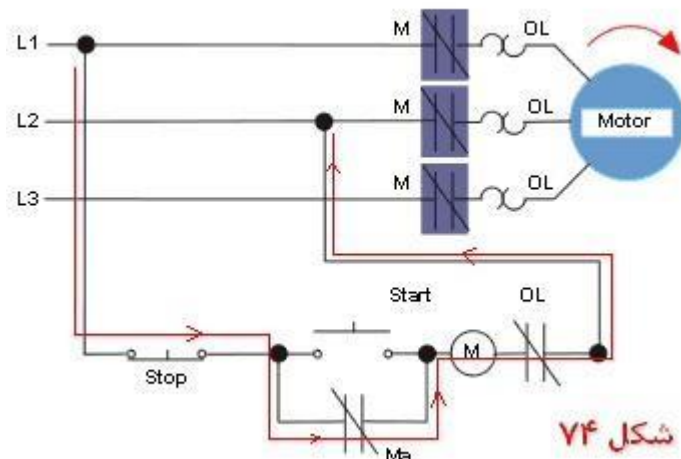 M OL
L1
M OL
L2 Motor
M OL
L3
Start OL
M
Stop
Ma
شکل ۷۴